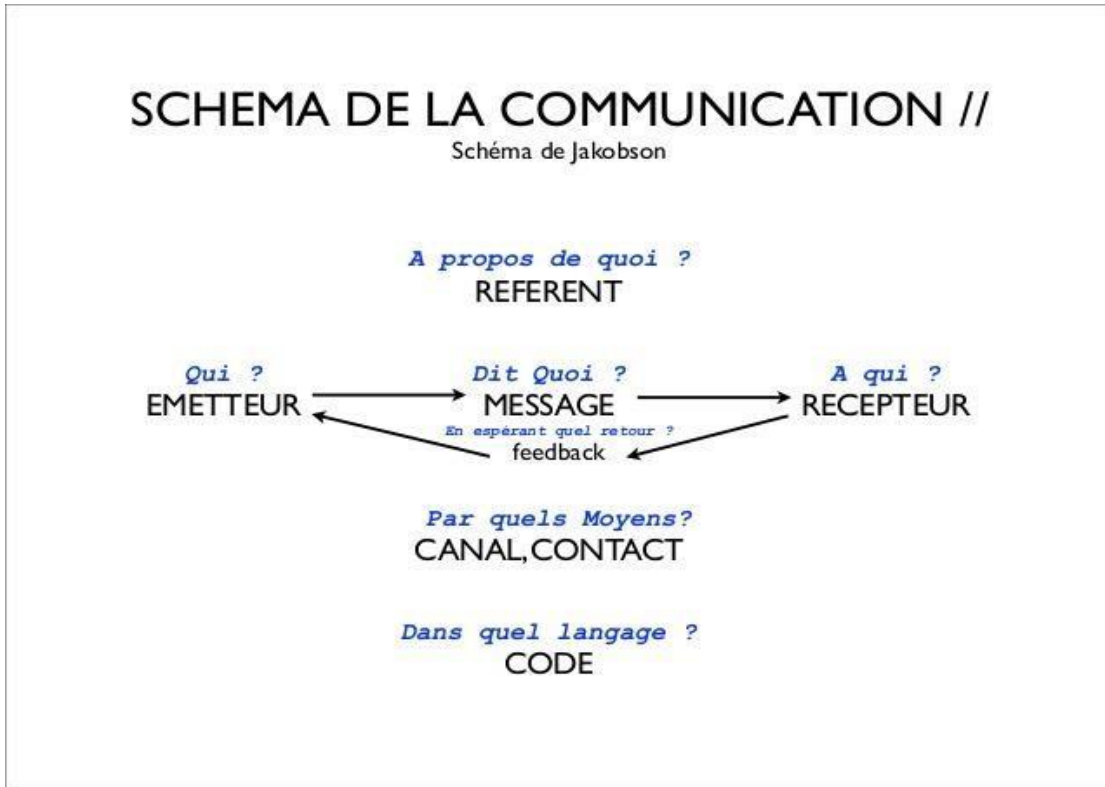 SCHEMA DE LA COMMUNICATION //
Schéma de Jakobson
A propos de quoi ?
REFERENT
Qui ?
EMETTEUR
Dit Quoi ?
MESSAGE
A qui ?
RECEPTEUR
En espérant quel retour ?
feedback
Par quels Moyens?
CANAL,CONTACT
Dans quel langage ?
CODE